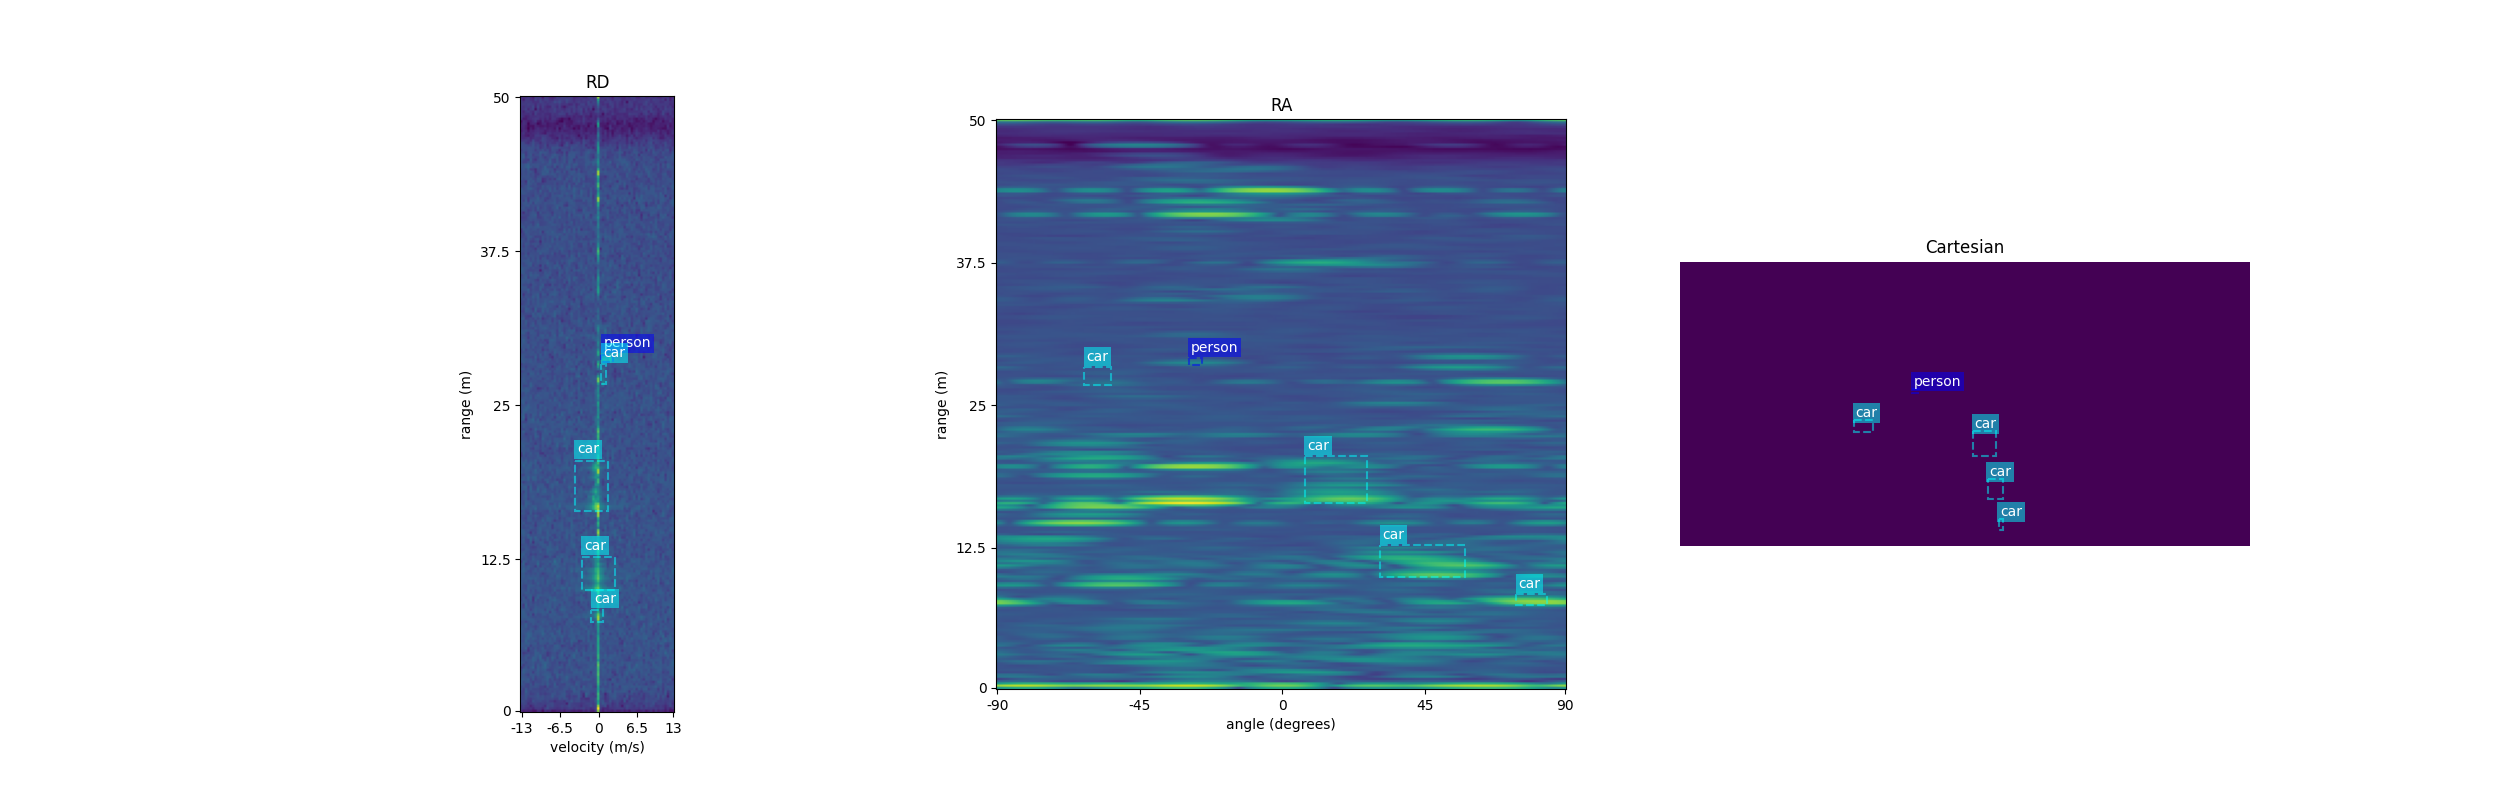 RD
50
37.5
25
12.5
0
range (m)
person
car
car
car
car
-13
-6.5
0
6.5
13
velocity (m/s)
RA
50
37.5
25
12.5
0
range (m)
person
car
car
car
car
-90
-45
0
45
90
angle (degrees)
Cartesian
person
car
car
car
car